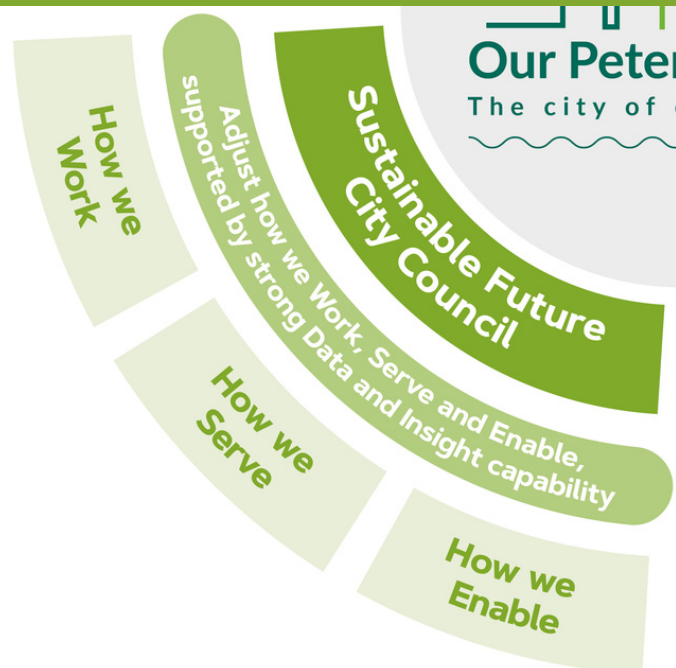 Our Peter
The city of
Sustainable Future
City Council
Adjust how we Work, Serve and Enable,
supported by strong Data and Insight capability
How we
Work
How we
Serve
How we
Enable